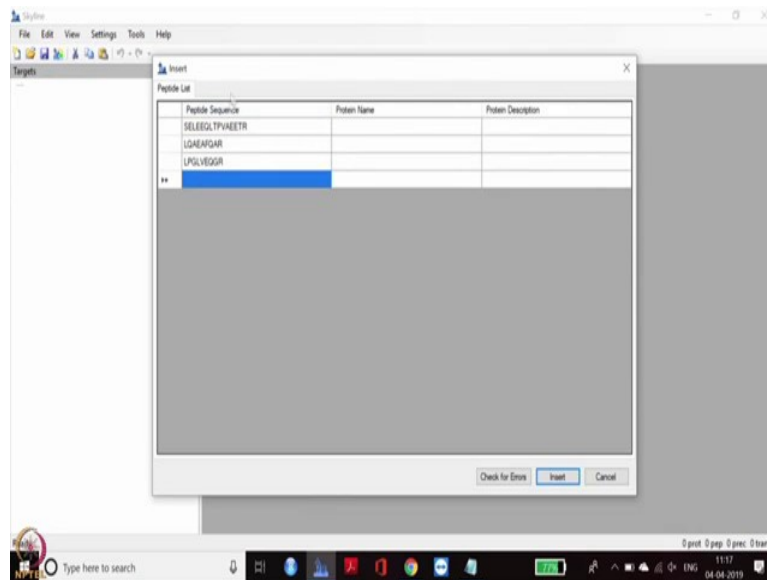 Skyline
File Edit View Settings Tools Help
Targets
Insert
Peptide List
Peptide Sequence Protein Name Protein Description
SELEEQLTPVAEETR
LQAEAFQAR
LPGLVEQGR
Check for Errors Insert Cancel
0 prot 0 pep 0 prec 0 tran
NPTEL
Type here to search 77% ENG 11:17
04-04-2019